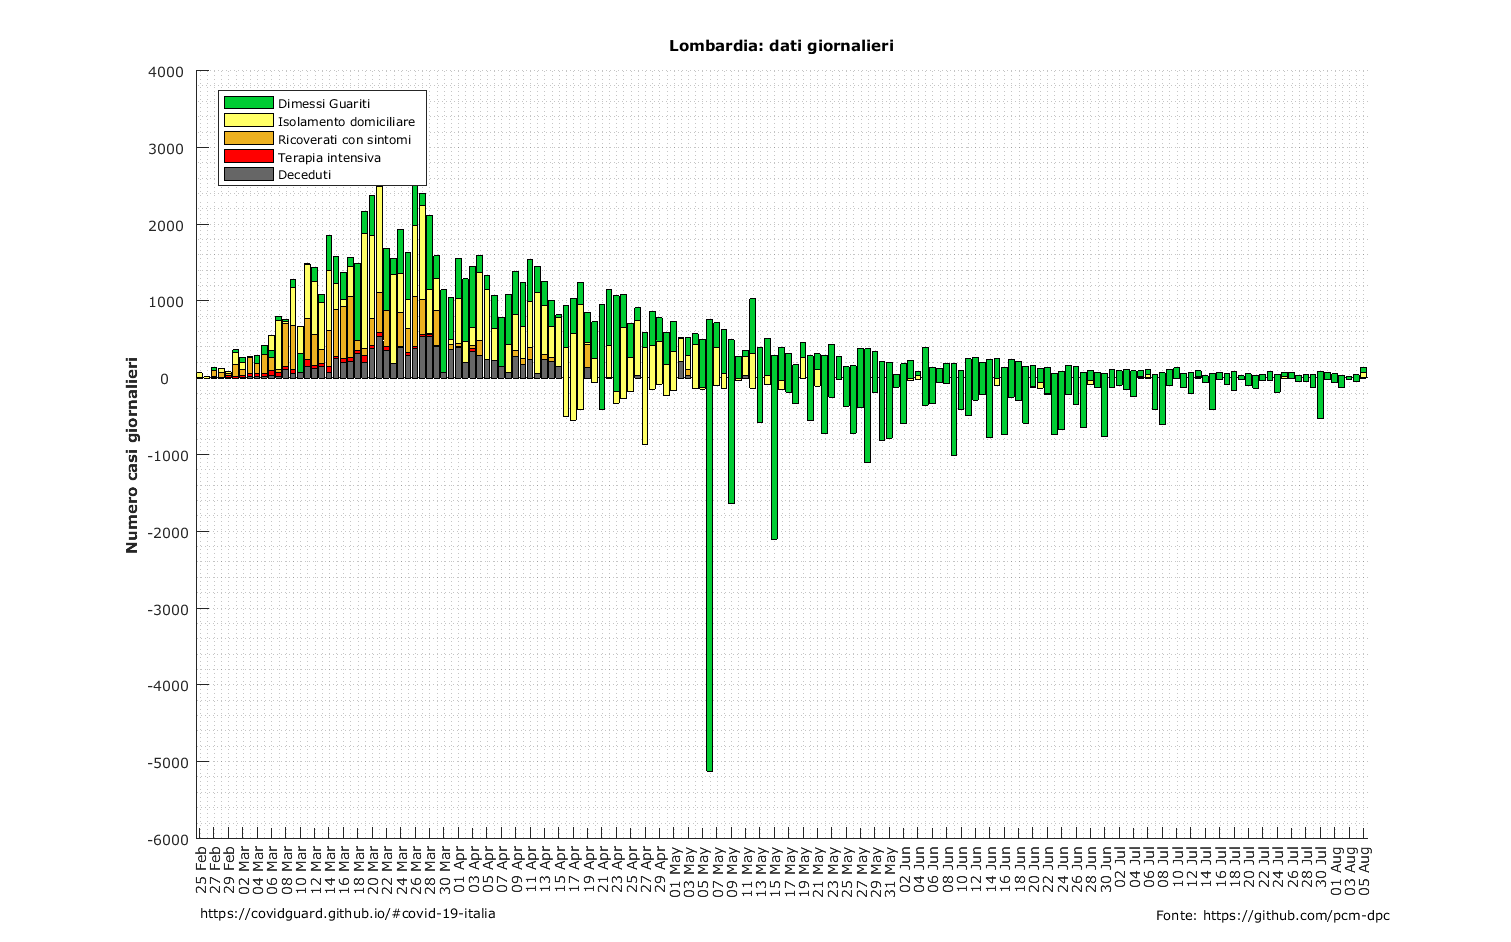 Lombardia: dati giornalieri
4000
3000
2000
1000
0
-1000
-2000
-3000
-4000
-5000
-6000
Numero casi giornalieri
Dimessi Guariti
Isolamento domiciliare
Ricoverati con sintomi
Terapia intensiva
Deceduti
25 Feb
27 Feb
29 Feb
02 Mar
04 Mar
06 Mar
08 Mar
10 Mar
12 Mar
14 Mar
16 Mar
18 Mar
20 Mar
22 Mar
24 Mar
26 Mar
28 Mar
30 Mar
01 Apr
03 Apr
05 Apr
07 Apr
09 Apr
11 Apr
13 Apr
15 Apr
17 Apr
19 Apr
21 Apr
23 Apr
25 Apr
27 Apr
29 Apr
01 May
03 May
05 May
07 May
09 May
11 May
13 May
15 May
17 May
19 May
21 May
23 May
25 May
27 May
29 May
31 May
02 Jun
04 Jun
06 Jun
08 Jun
10 Jun
12 Jun
14 Jun
16 Jun
18 Jun
20 Jun
22 Jun
24 Jun
26 Jun
28 Jun
30 Jun
02 Jul
04 Jul
06 Jul
08 Jul
10 Jul
12 Jul
14 Jul
16 Jul
18 Jul
20 Jul
22 Jul
24 Jul
26 Jul
28 Jul
30 Jul
01 Aug
03 Aug
05 Aug
https://covidguard.github.io/#covid-19-italia
Fonte: https://github.com/pcm-dpc